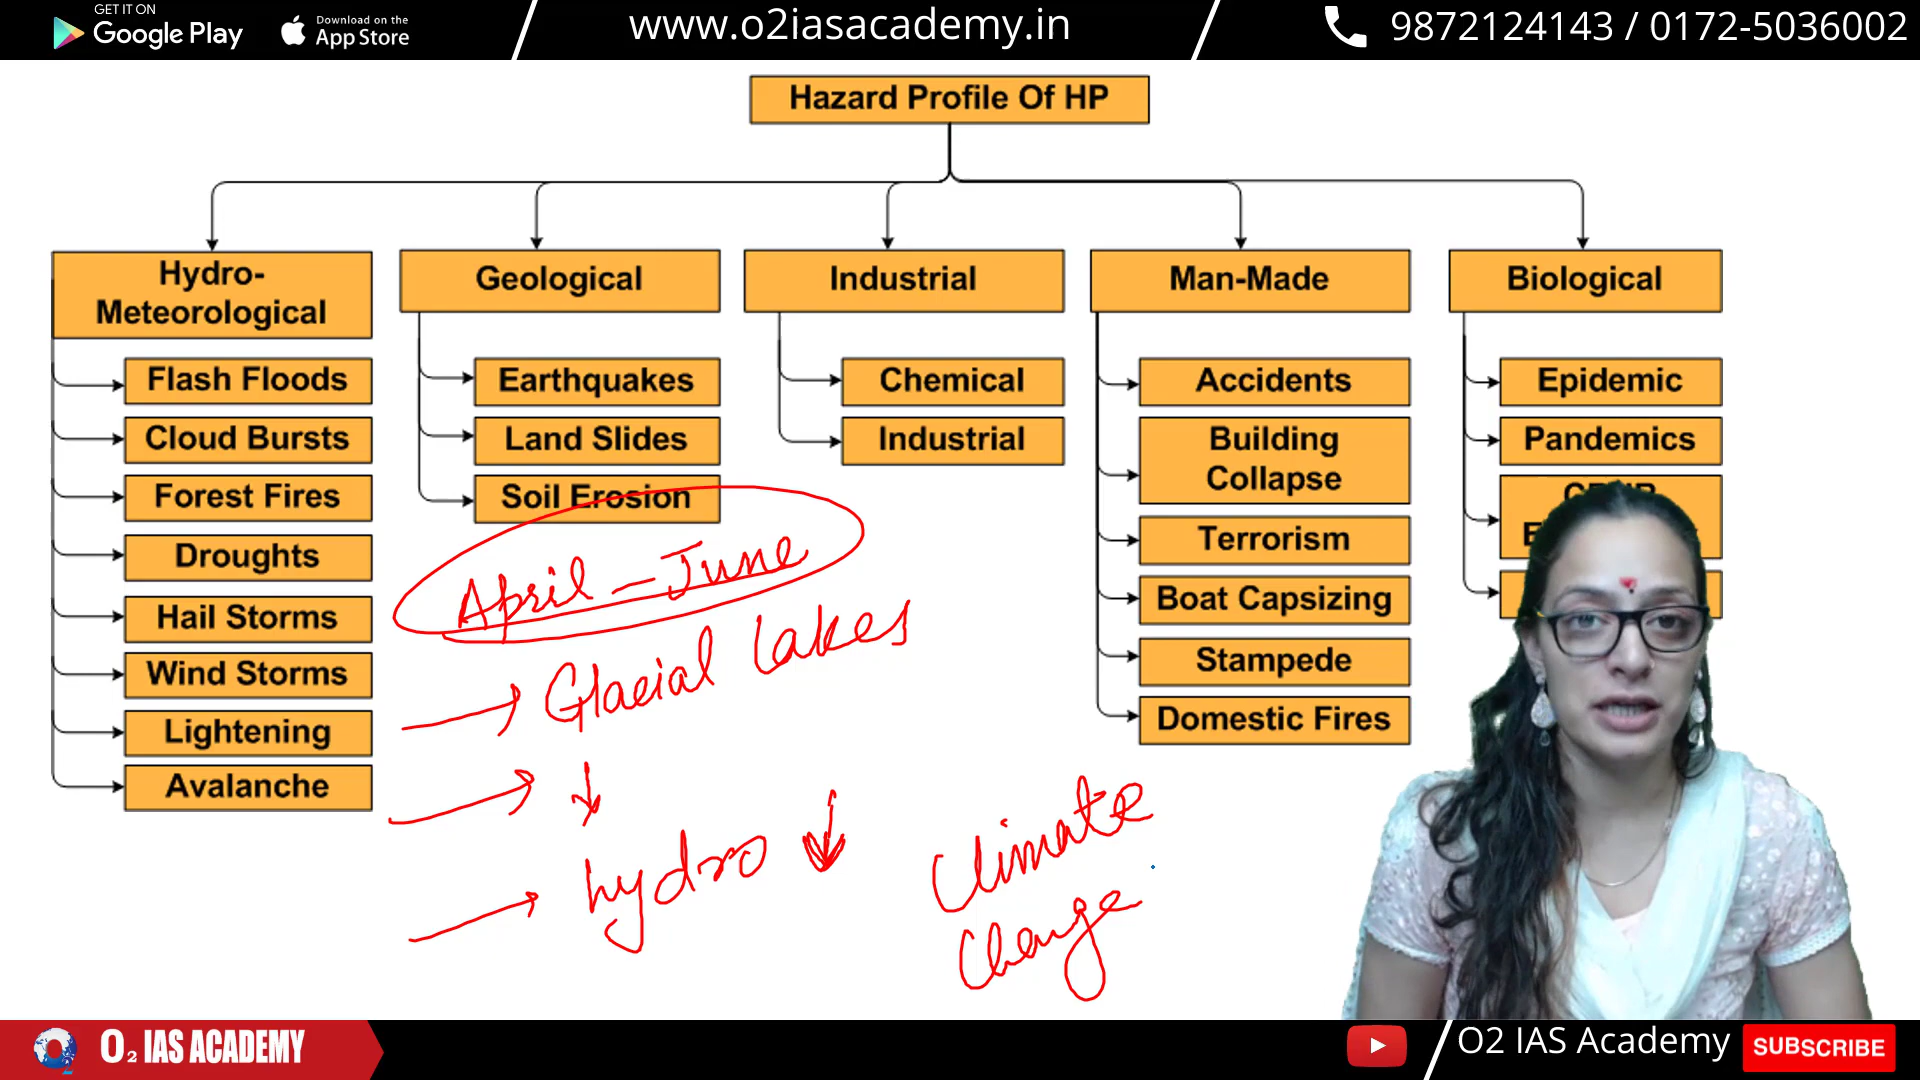 GET IT ON
Google Play
Download on the
App Store
www.o2iasacademy.in
9872124143 / 0172-5036002
Hazard Profile Of HP
Hydro-
Meteorological
Geological
Industrial
Man-Made
Biological
Flash Floods
Cloud Bursts
Forest Fires
Droughts
Hail Storms
Wind Storms
Lightening
Avalanche
Earthquakes
Land Slides
Soil Erosion
Chemical
Industrial
Accidents
Building
Collapse
Terrorism
Boat Capsizing
Stampede
Domestic Fires
Epidemic
Pandemics
April - June
Glacial Lakes
hydro
Climate
Change
O2 IAS ACADEMY
O2 IAS Academy
SUBSCRIBE